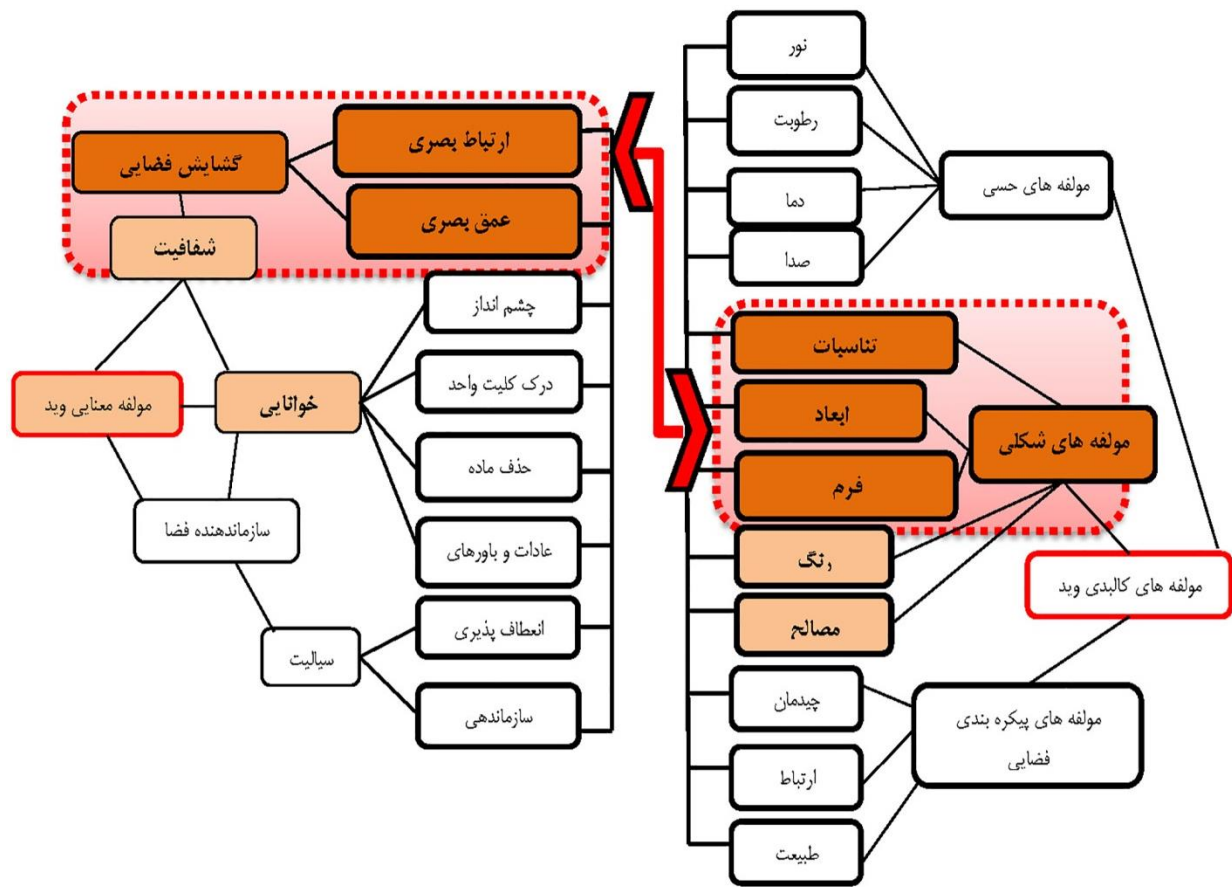 نور
رطوبت
دما
صدا
مولفه های حسی
تناسبات
ابعاد
فرم
رنگ
مصالح
مولفه های شکلی
مولفه های کالبدی وید
چیدمان
ارتباط
طبیعت
مولفه های پیکره بندی
فضایی
ارتباط بصری
عمق بصری
گشایش فضایی
شفافیت
چشم انداز
درک کلیت واحد
حذف ماده
عادات و باورهای
خوانایی
مولفه معنایی وید
سازماندهنده فضا
انعطاف پذیری
سازماندهی
سیالیت